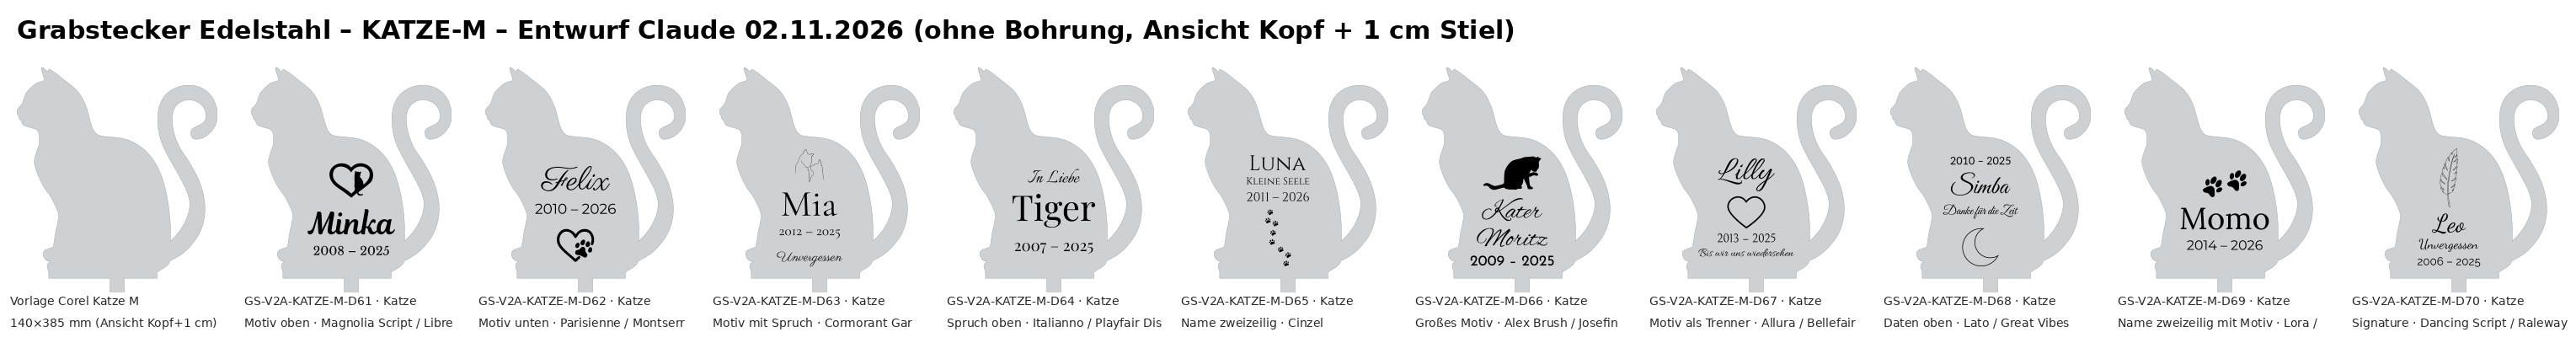 Grabstecker Edelstahl – KATZE-M – Entwurf Claude 02.11.2026 (ohne Bohrung, Ansicht Kopf + 1 cm Stiel)
Vorlage Corel Katze M
140×385 mm (Ansicht Kopf+1 cm)
Minka
2008 – 2025
GS-V2A-KATZE-M-D61 · Katze
Motiv oben · Magnolia Script / Libre
Felix
2010 – 2026
GS-V2A-KATZE-M-D62 · Katze
Motiv unten · Parisienne / Montserr
Mia
2012 – 2025
Unvergessen
GS-V2A-KATZE-M-D63 · Katze
Motiv mit Spruch · Cormorant Gar
In Liebe
Tiger
2007 – 2025
GS-V2A-KATZE-M-D64 · Katze
Spruch oben · Italianno / Playfair Dis
LUNA
KLEINE SEELE
2011 – 2026
GS-V2A-KATZE-M-D65 · Katze
Name zweizeilig · Cinzel
Kater
Moritz
2009 – 2025
GS-V2A-KATZE-M-D66 · Katze
Großes Motiv · Alex Brush / Josefin
Lilly
2013 – 2025
Bis wir uns wiedersehen
GS-V2A-KATZE-M-D67 · Katze
Motiv als Trenner · Allura / Bellefair
2010 – 2025
Simba
Danke für die Zeit
GS-V2A-KATZE-M-D68 · Katze
Daten oben · Lato / Great Vibes
Momo
2014 – 2026
GS-V2A-KATZE-M-D69 · Katze
Name zweizeilig mit Motiv · Lora /
Leo
Unvergessen
2006 – 2025
GS-V2A-KATZE-M-D70 · Katze
Signature · Dancing Script / Raleway